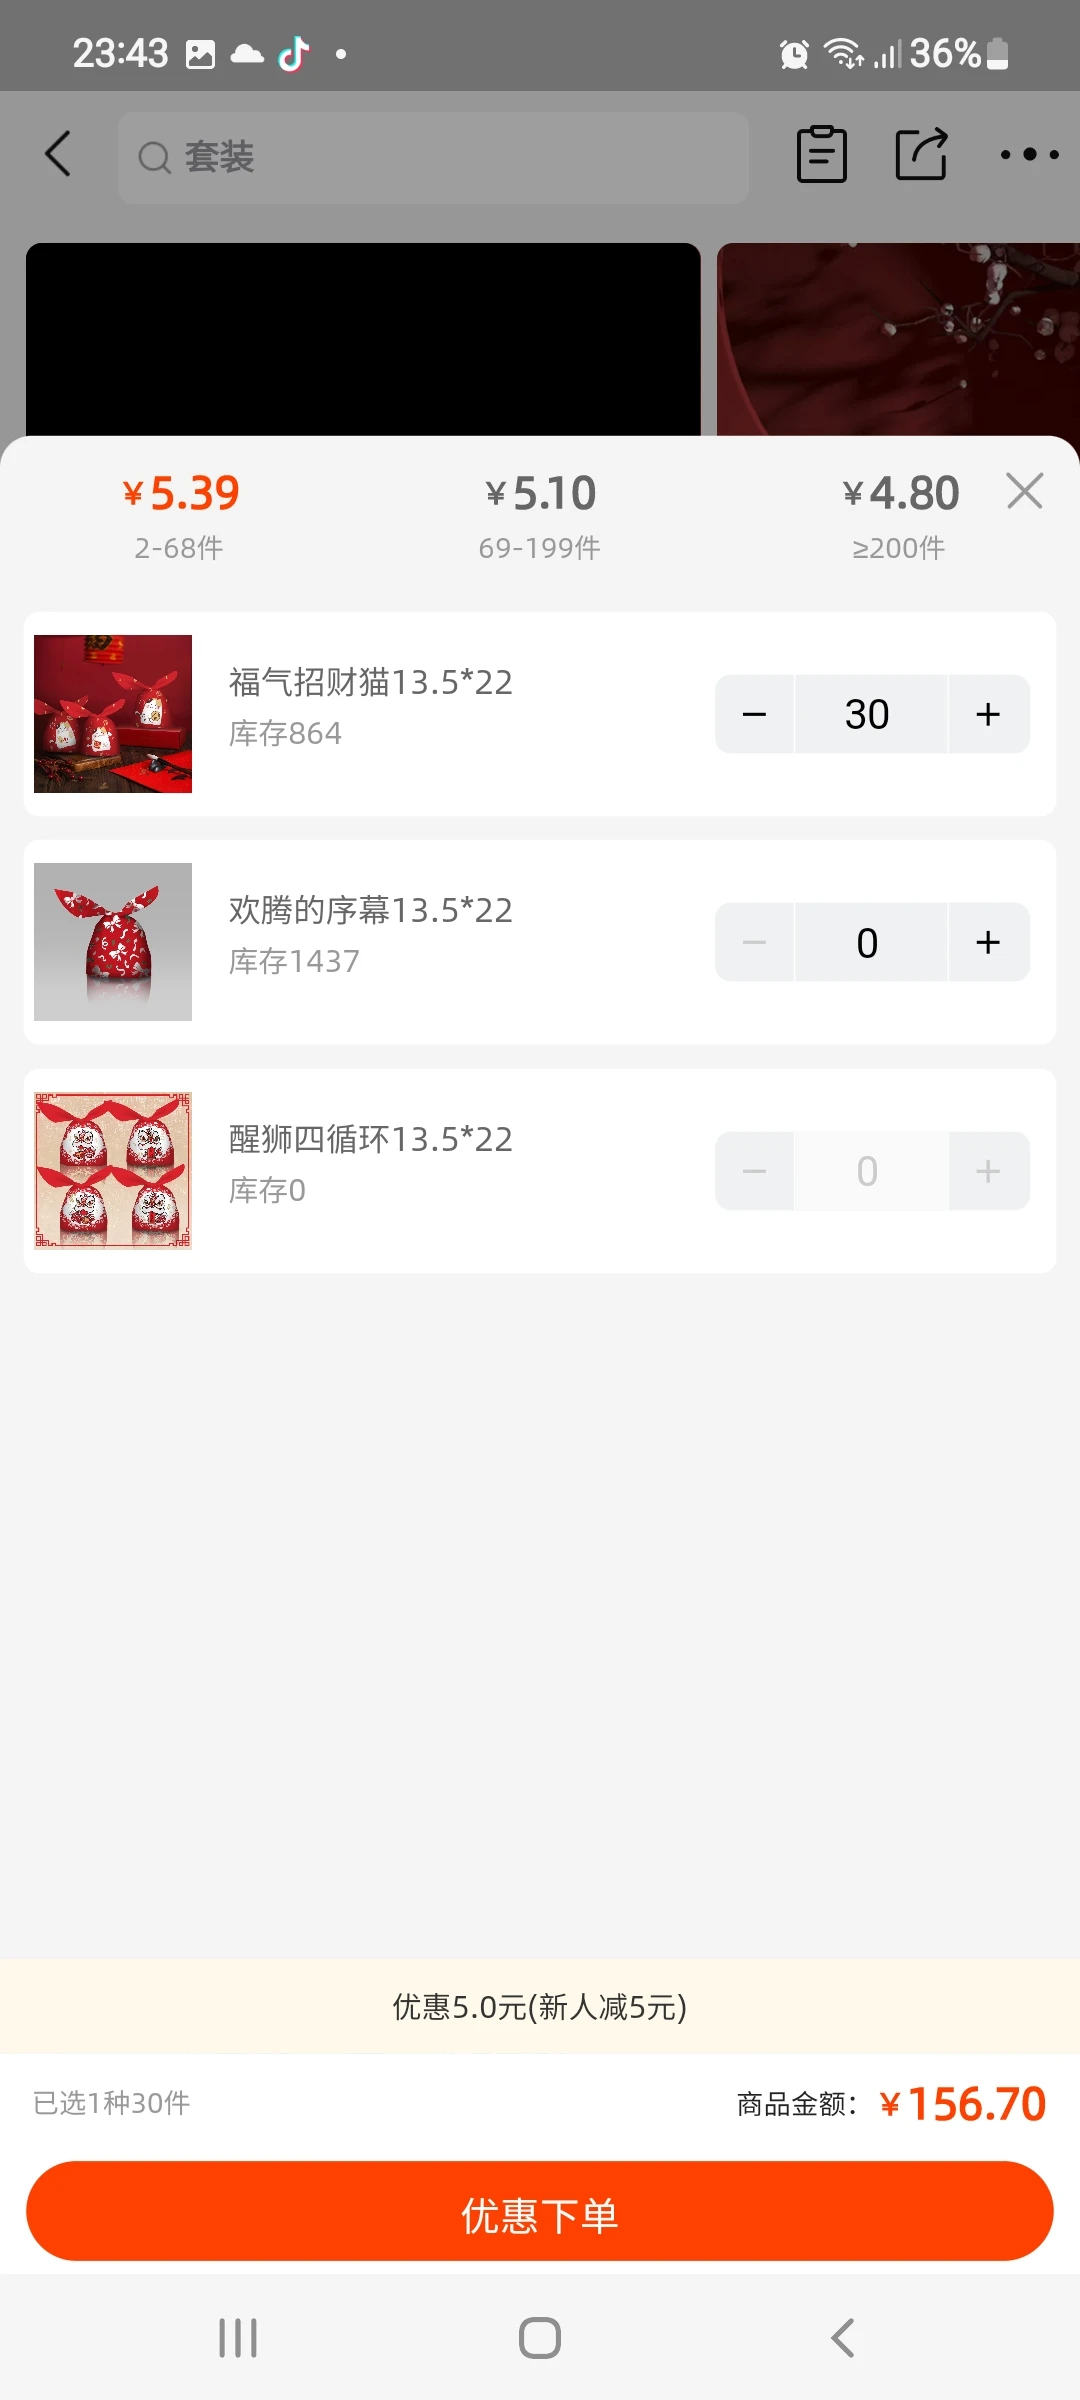 23:43
36%
套装
¥5.39
¥5.10
¥4.80
2-68件
69-199件
≥200件
福气招财猫13.5*22
库存864
30
欢腾的序幕13.5*22
库存1437
0
醒狮四循环13.5*22
库存0
0
优惠5.0元(新人减5元)
已选1种30件
商品金额：¥156.70
优惠下单